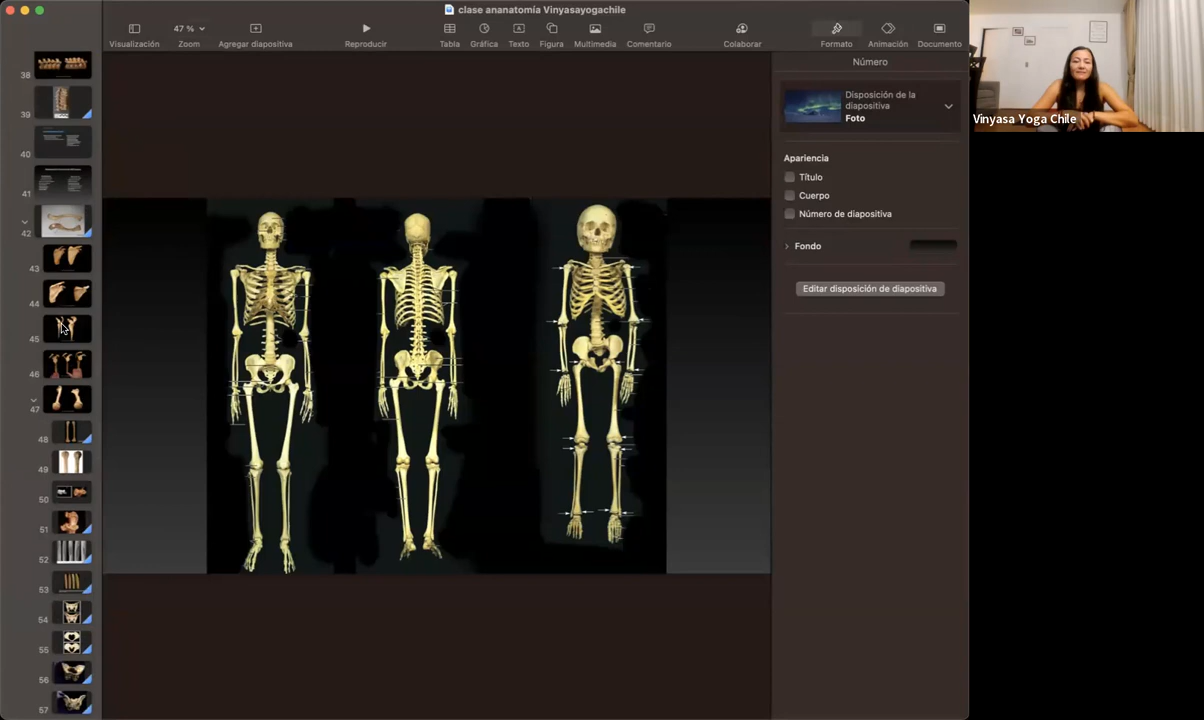 clase ananatomía Vinyasayogachile
47 %
Visualización
Zoom
Agregar diapositiva
Reproducir
Tabla
Gráfica
Texto
Figura
Multimedia
Comentario
Colaborar
Formato
Animación
Documento
Número
Disposición de la
diapositiva
Foto
Apariencia
Título
Cuerpo
Número de diapositiva
Fondo
Editar disposición de diapositiva
38
39
40
41
42
43
44
45
46
47
48
49
50
51
52
53
54
55
56
57
Vinyasa Yoga Chile